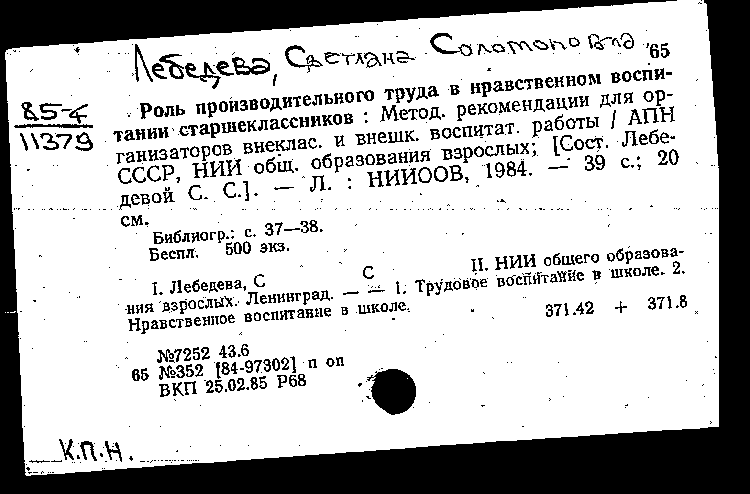 Лебедева, Светлана Соломоновна
'65
85-4
11379
Роль производительного труда в нравственном воспи-
тании старшеклассников : Метод. рекомендации для ор-
ганизаторов внеклас. и внешк. воспитат. работы / АПН
СССР, НИИ общ. образования взрослых; [Сост. Лебе-
девой С. С.]. — Л. : НИИООВ, 1984. — 39 с.; 20
см.
Библиогр.: с. 37—38.
Беспл. 500 экз.
I. Лебедева, С С II. НИИ общего образова-
ния взрослых. Ленинград. — — 1. Трудовое воспитание в школе. 2.
Нравственное воспитание в школе.
371.42 + 371.8
№7252 43.6
65 №352 [84-97302] п оп
ВКП 25.02.85 Р68
К.П.Н.